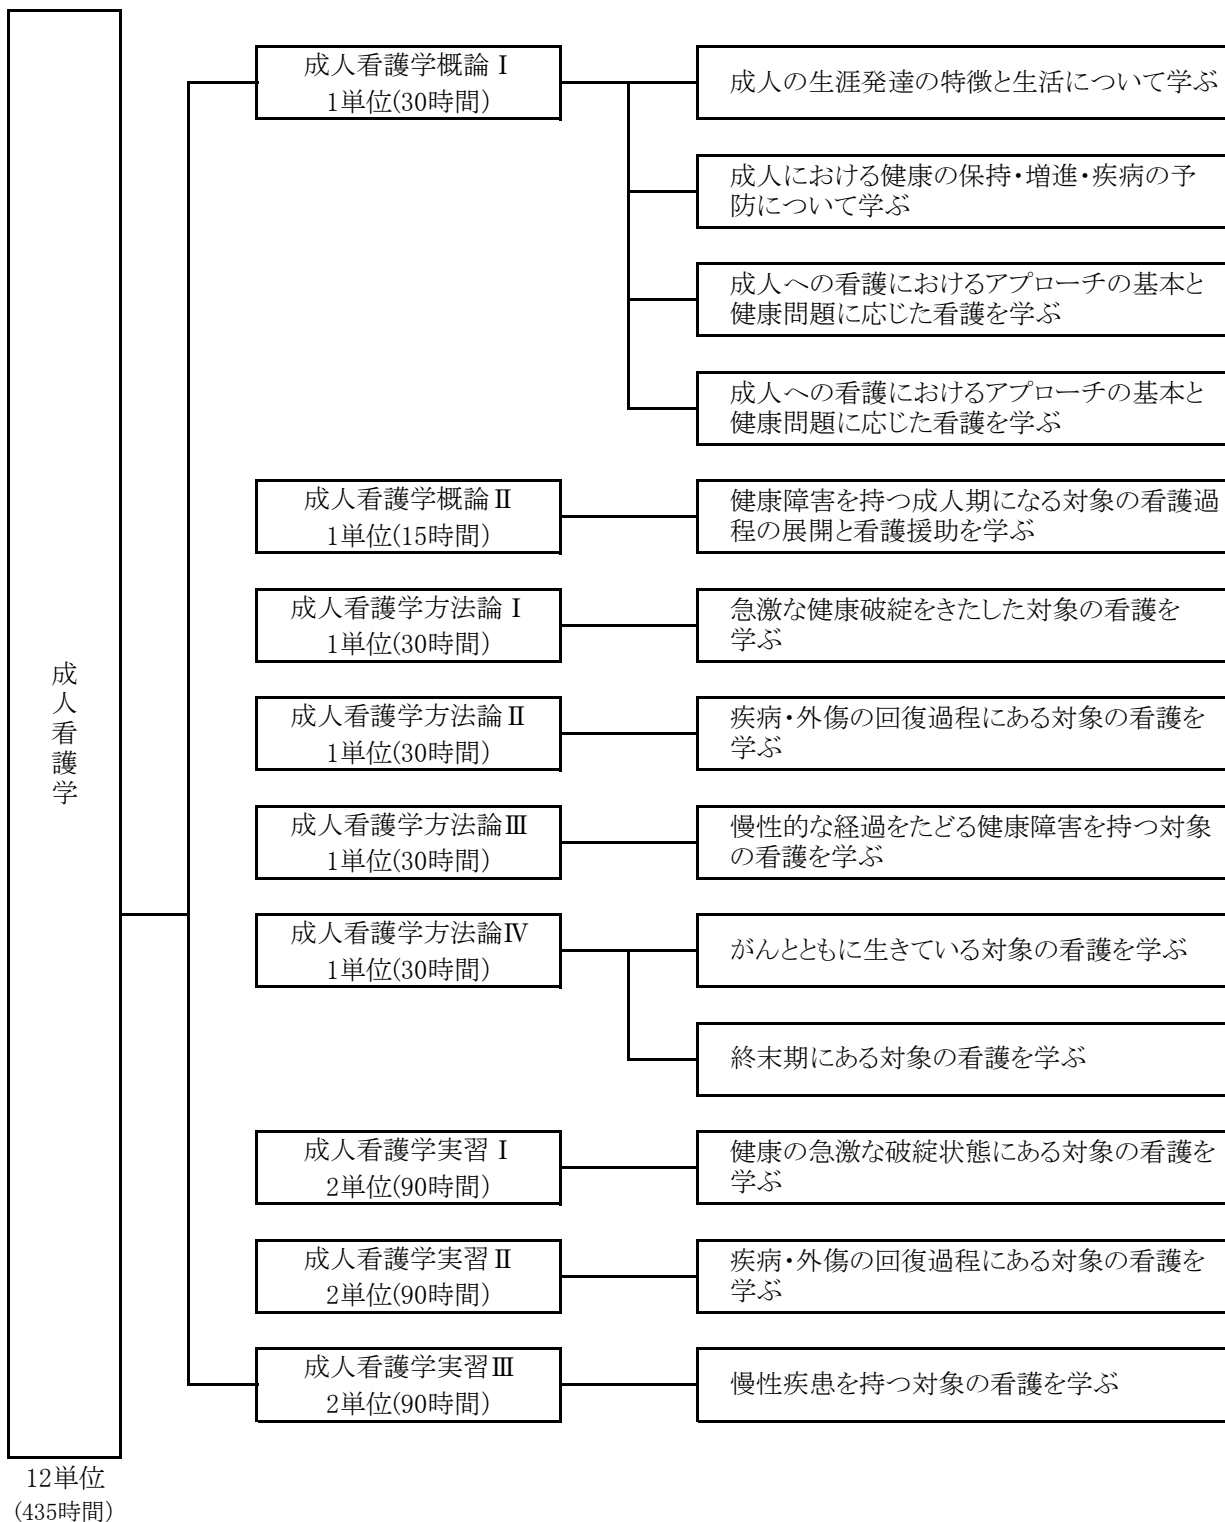 成人看護学
12単位
(435時間)
成人看護学概論Ⅰ
1単位(30時間)
成人の生涯発達の特徴と生活について学ぶ
成人における健康の保持・増進・疾病の予
防について学ぶ
成人への看護におけるアプローチの基本と
健康問題に応じた看護を学ぶ
成人への看護におけるアプローチの基本と
健康問題に応じた看護を学ぶ
成人看護学概論Ⅱ
1単位(15時間)
健康障害を持つ成人期になる対象の看護過
程の展開と看護援助を学ぶ
成人看護学方法論Ⅰ
1単位(30時間)
急激な健康破綻をきたした対象の看護を
学ぶ
成人看護学方法論Ⅱ
1単位(30時間)
疾病・外傷の回復過程にある対象の看護を
学ぶ
成人看護学方法論Ⅲ
1単位(30時間)
慢性的な経過をたどる健康障害を持つ対象
の看護を学ぶ
成人看護学方法論Ⅳ
1単位(30時間)
がんとともに生きている対象の看護を学ぶ
終末期にある対象の看護を学ぶ
成人看護学実習Ⅰ
2単位(90時間)
健康の急激な破綻状態にある対象の看護を
学ぶ
成人看護学実習Ⅱ
2単位(90時間)
疾病・外傷の回復過程にある対象の看護を
学ぶ
成人看護学実習Ⅲ
2単位(90時間)
慢性疾患を持つ対象の看護を学ぶ